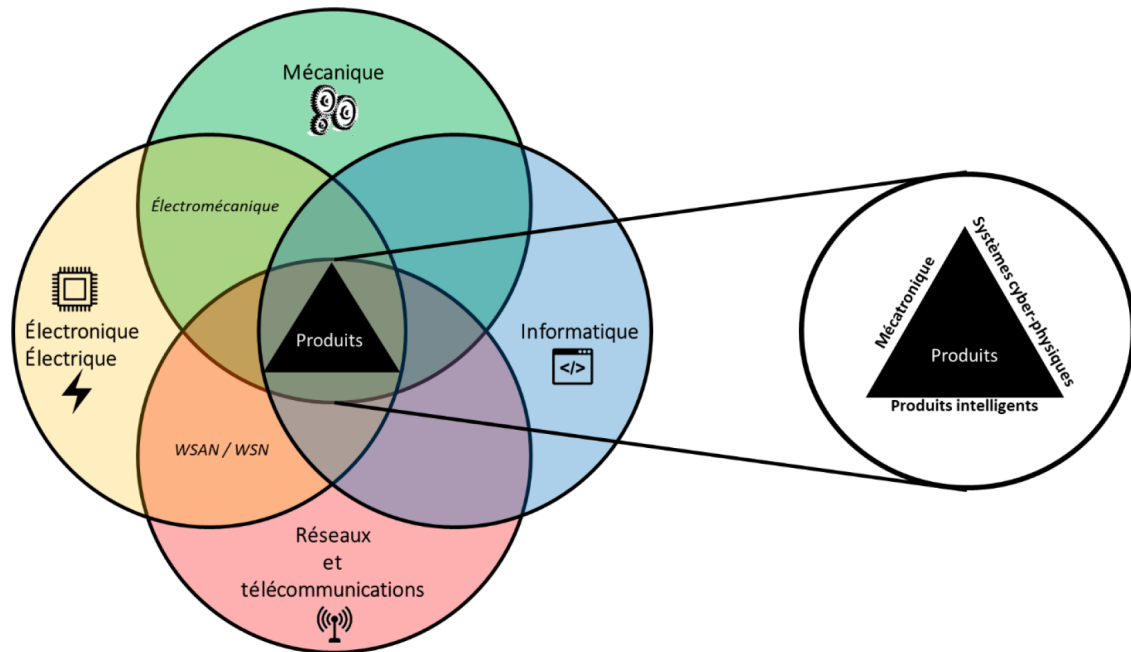 Mécanique
Électromécanique
Électronique
Électrique
Produits
Informatique
</>
WSAN / WSN
Réseaux
et
télécommunications
Mécatronique
Systèmes cyber-physiques
Produits
Produits intelligents